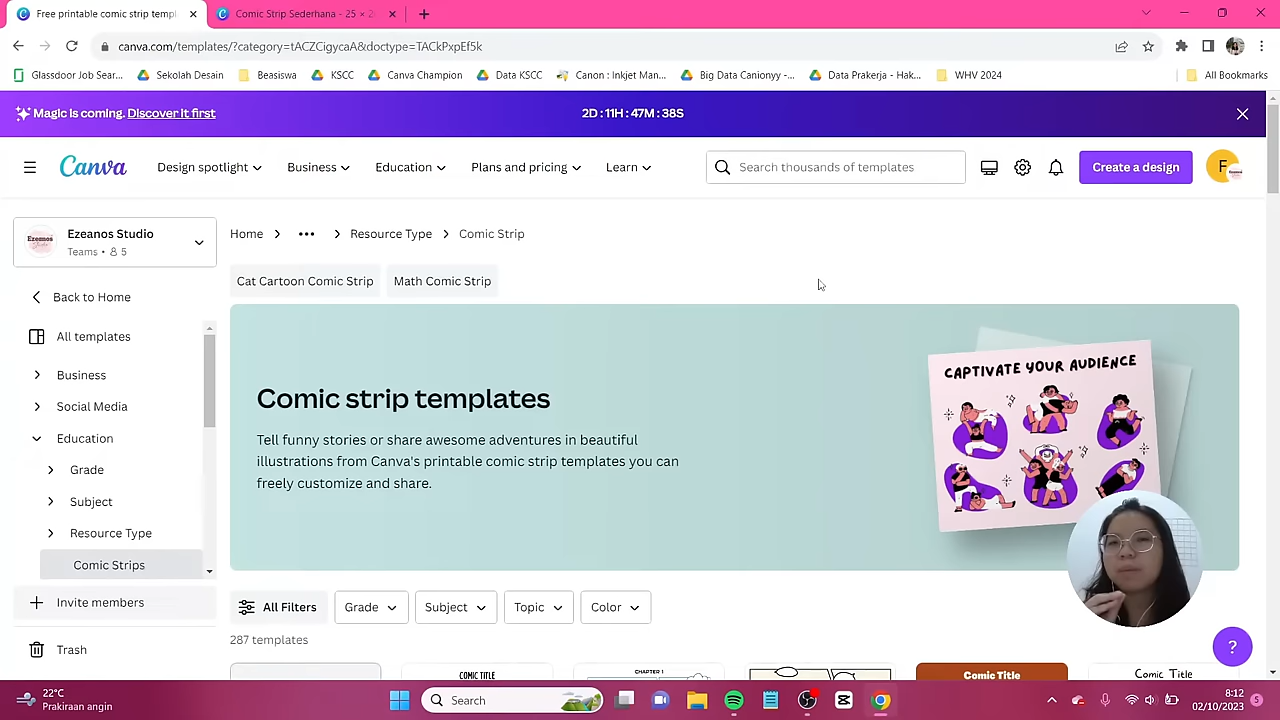 Free printable comic strip templ
Comic Strip Sederhana - 25 × 2
canva.com/templates/?category=tACZCigycaA&doctype=TACkPxpEf5k
Glassdoor Job Sear...
Sekolah Desain
Beasiswa
KSCC
Canva Champion
Data KSCC
Canon : Inkjet Man...
Big Data Canionyy -...
Data Prakerja - Hak...
WHV 2024
All Bookmarks
Magic is coming. Discover it first
2D : 11H : 47M : 38S
Canva
Design spotlight
Business
Education
Plans and pricing
Learn
Search thousands of templates
Create a design
F
Ezeanos Studio
Teams • 5
Home
Resource Type
Comic Strip
Cat Cartoon Comic Strip
Math Comic Strip
Back to Home
All templates
Business
Social Media
Education
Grade
Subject
Resource Type
Comic Strips
Invite members
Trash
Comic strip templates
Tell funny stories or share awesome adventures in beautiful
illustrations from Canva's printable comic strip templates you can
freely customize and share.
CAPTIVATE YOUR AUDIENCE
All Filters
Grade
Subject
Topic
Color
287 templates
COMIC TITLE
CHAPTER 1
Comic Title
Comic Title
?
22°C
Prakiraan angin
Search
8:12
02/10/2023
5